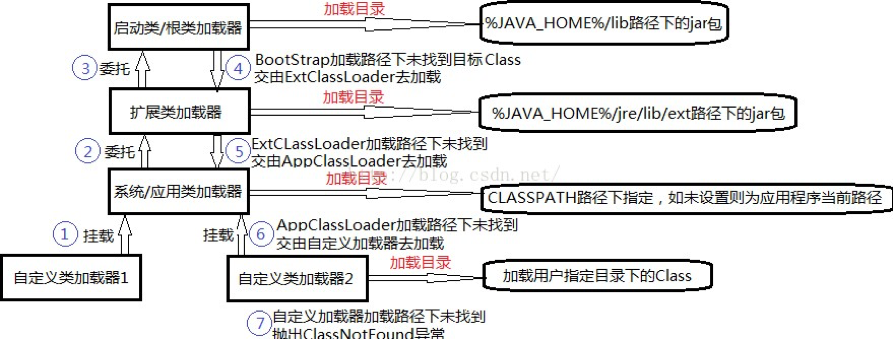 启动类/根类加载器
加载目录
%JAVA_HOME%/lib路径下的jar包
③ 委托
④ BootStrap加载路径下未找到目标Class
交由ExtClassLoader去加载
扩展类加载器
加载目录
%JAVA_HOME%/jre/lib/ext路径下的jar包
② 委托
⑤ ExtCLassLoader加载路径下未找到
交由AppClassLoader去加载
系统/应用类加载器
加载目录
CLASSPATH路径下指定，如未设置则为应用程序当前路径
① 挂载
挂载
⑥ AppClassLoader加载路径下未找到
交由自定义加载器去加载
自定义类加载器1
自定义类加载器2
加载目录
加载用户指定目录下的Class
⑦ 自定义加载器加载路径下未找到
抛出ClassNotFound异常